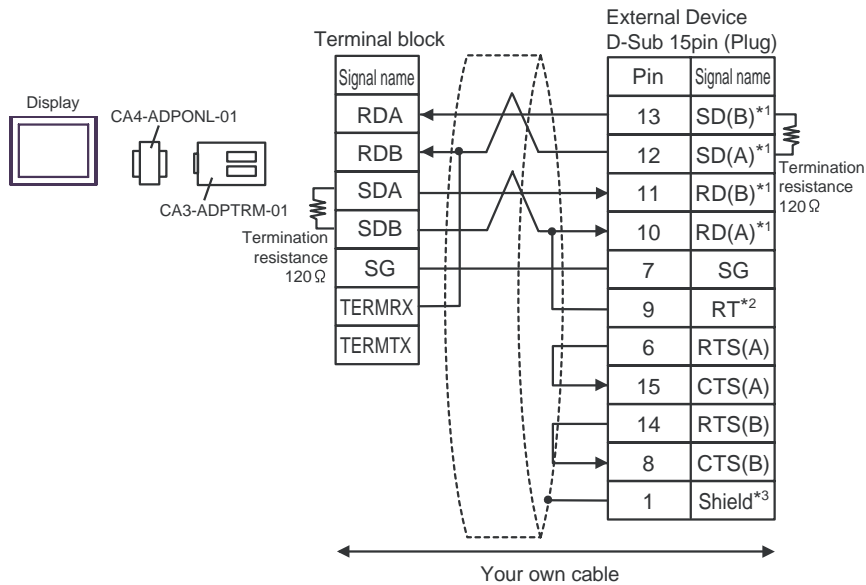 External Device
D-Sub 15pin (Plug)
Terminal block
Display
CA4-ADPONL-01
CA3-ADPTRM-01
Signal name
RDA
RDB
SDA
SDB
SG
TERMRX
TERMTX
Termination
resistance
120Ω
Pin Signal name
13 SD(B)*1
12 SD(A)*1
11 RD(B)*1
10 RD(A)*1
7 SG
9 RT*2
6 RTS(A)
15 CTS(A)
14 RTS(B)
8 CTS(B)
1 Shield*3
Termination
resistance
120Ω
Your own cable